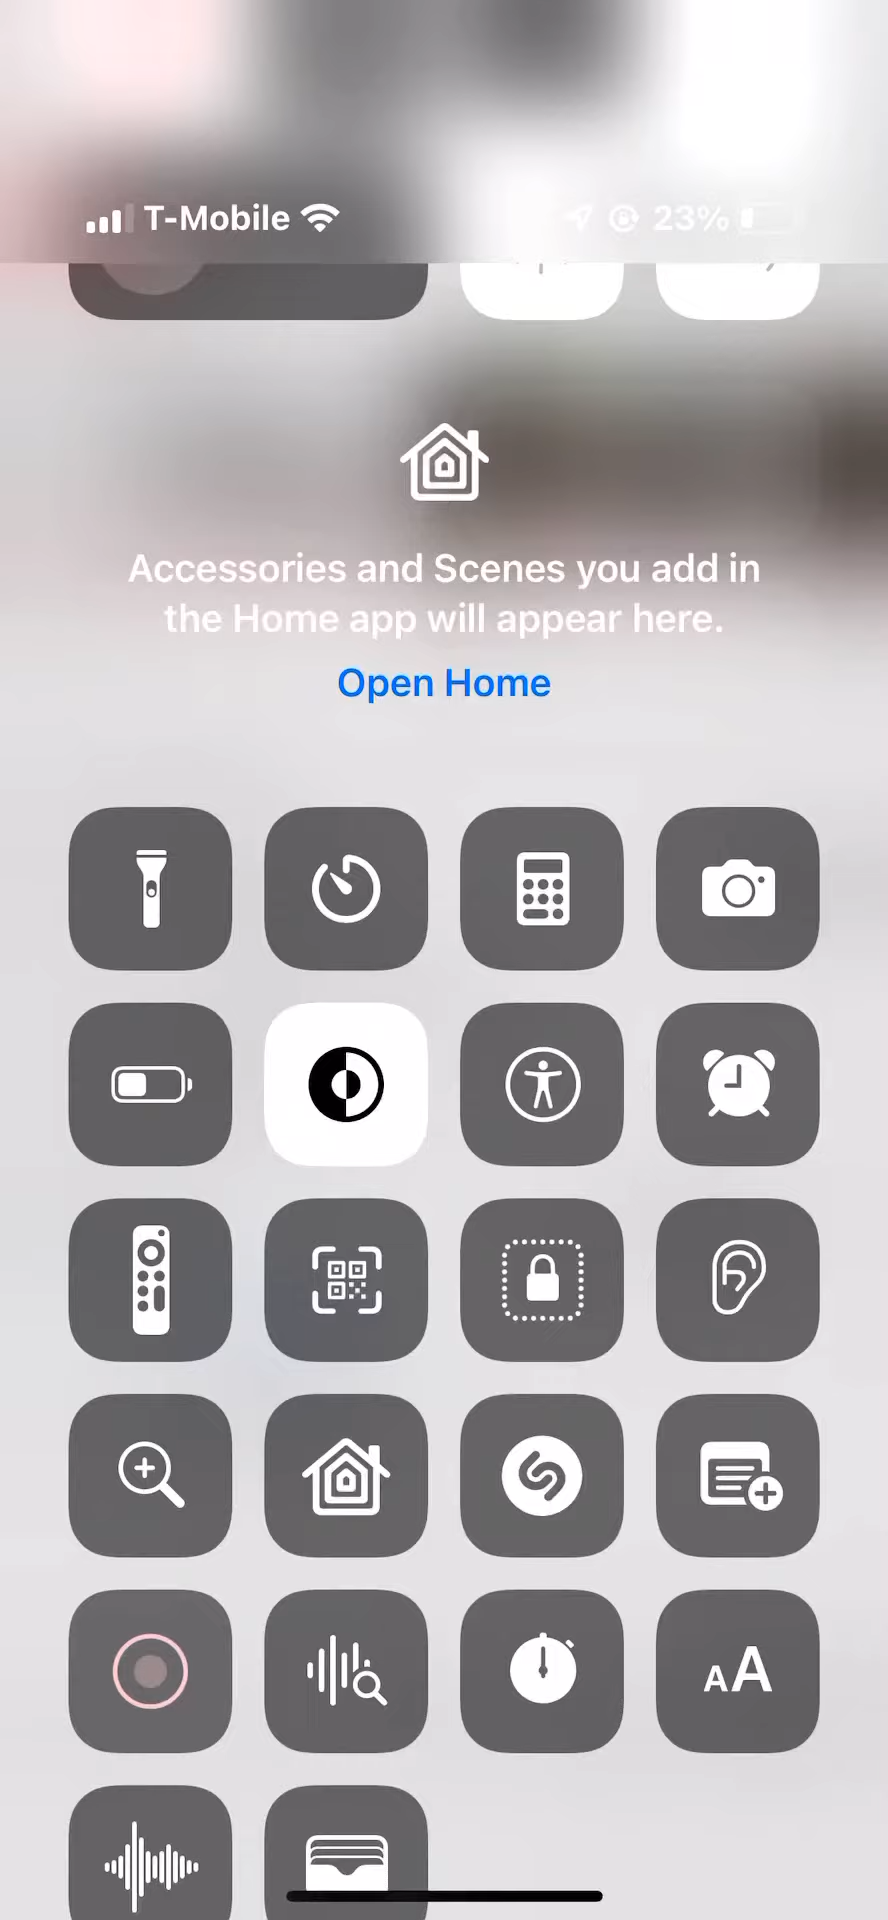 T-Mobile 23%
Accessories and Scenes you add in
the Home app will appear here.
Open Home
AA